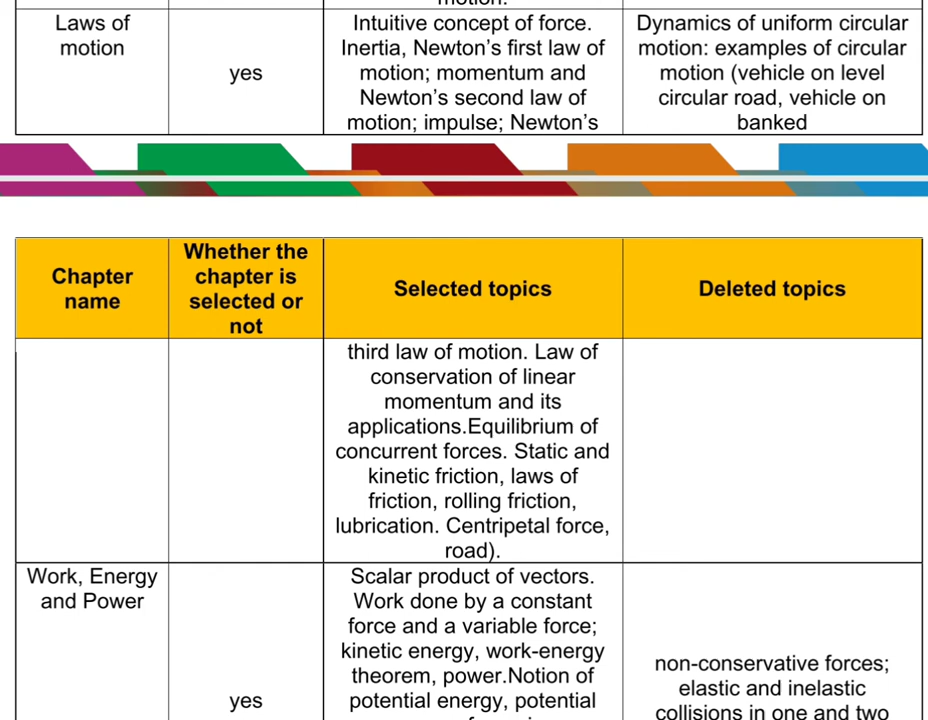 motion.
Laws of
motion
yes
Intuitive concept of force.
Inertia, Newton’s first law of
motion; momentum and
Newton’s second law of
motion; impulse; Newton’s
Dynamics of uniform circular
motion: examples of circular
motion (vehicle on level
circular road, vehicle on
banked
Chapter
name
Whether the
chapter is
selected or
not
Selected topics
Deleted topics
third law of motion. Law of
conservation of linear
momentum and its
applications.Equilibrium of
concurrent forces. Static and
kinetic friction, laws of
friction, rolling friction,
lubrication. Centripetal force,
road).
Work, Energy
and Power
yes
Scalar product of vectors.
Work done by a constant
force and a variable force;
kinetic energy, work-energy
theorem, power.Notion of
potential energy, potential
non-conservative forces;
elastic and inelastic
collisions in one and two